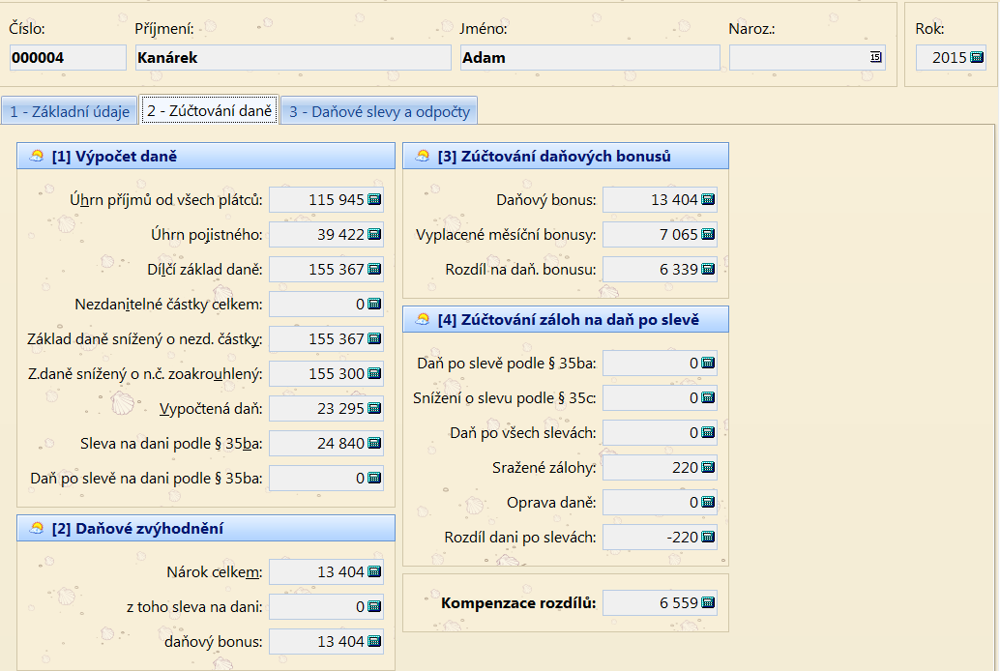 Číslo: Příjmení: Jméno: Naroz.: Rok:
000004 Kanárek Adam 15 2015
1 - Základní údaje 2 - Zúčtování daně 3 - Daňové slevy a odpočty
[1] Výpočet daně
Úhrn příjmů od všech plátců: 115 945
Úhrn pojistného: 39 422
Dílčí základ daně: 155 367
Nezdanitelné částky celkem: 0
Základ daně snížený o nezd. částky: 155 367
Z.daně snížený o n.č. zoakrouhlený: 155 300
Vypočtená daň: 23 295
Sleva na dani podle § 35ba: 24 840
Daň po slevě na dani podle § 35ba: 0
[2] Daňové zvýhodnění
Nárok celkem: 13 404
z toho sleva na dani: 0
daňový bonus: 13 404
[3] Zúčtování daňových bonusů
Daňový bonus: 13 404
Vyplacené měsíční bonusy: 7 065
Rozdíl na daň. bonusu: 6 339
[4] Zúčtování záloh na daň po slevě
Daň po slevě podle § 35ba: 0
Snížení o slevu podle § 35c: 0
Daň po všech slevách: 0
Sražené zálohy: 220
Oprava daně: 0
Rozdíl dani po slevách: -220
Kompenzace rozdílů: 6 559